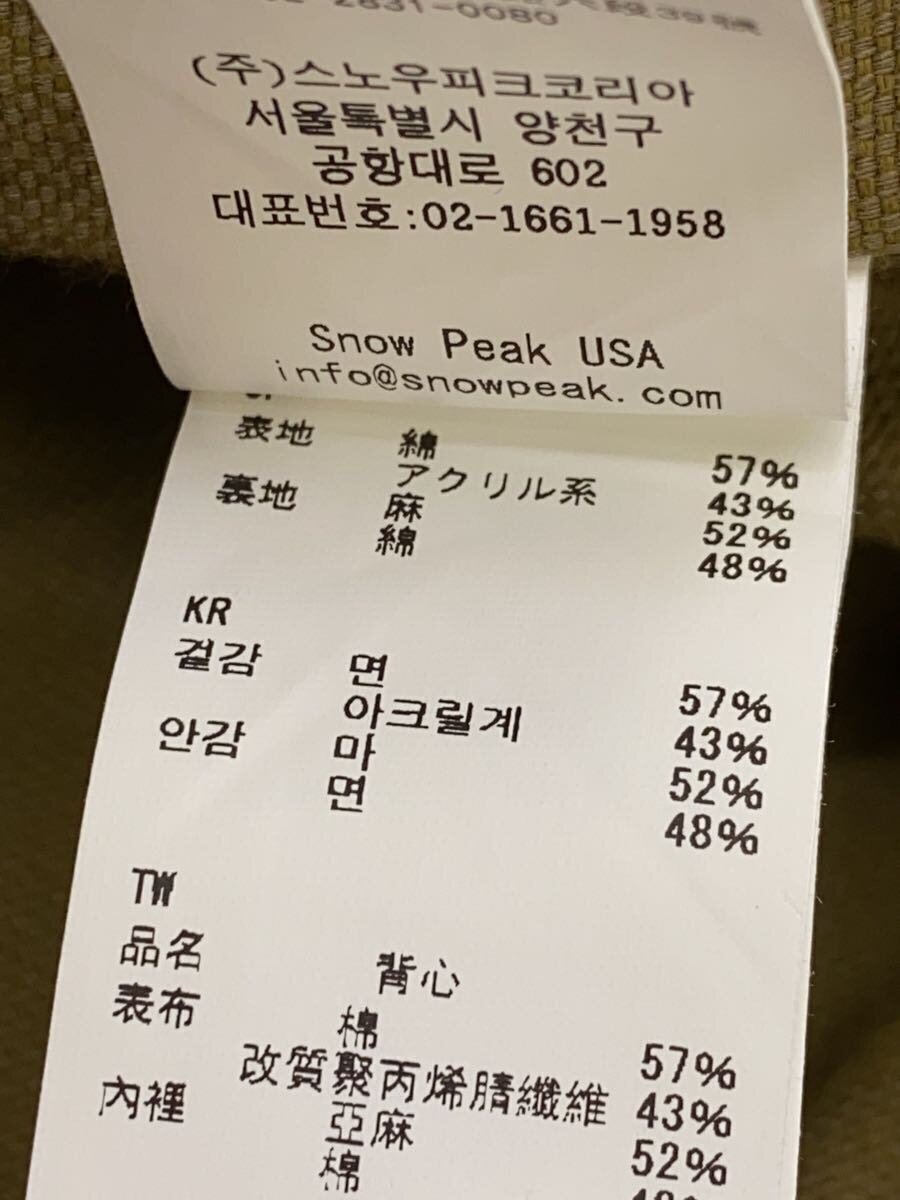 2831-0080
(주)스노우피크코리아
서울특별시 양천구
공항대로 602
대표번호:02-1661-1958
Snow Peak USA
info@snowpeak.com
表地 綿 57%
アクリル系 43%
裏地 麻 52%
綿 48%
KR
겉감 면 57%
아크릴계 43%
안감 마 52%
면 48%
TW
品名 背心
表布 棉 57%
改質聚丙烯腈纖維 43%
內裡 亞麻 52%
棉